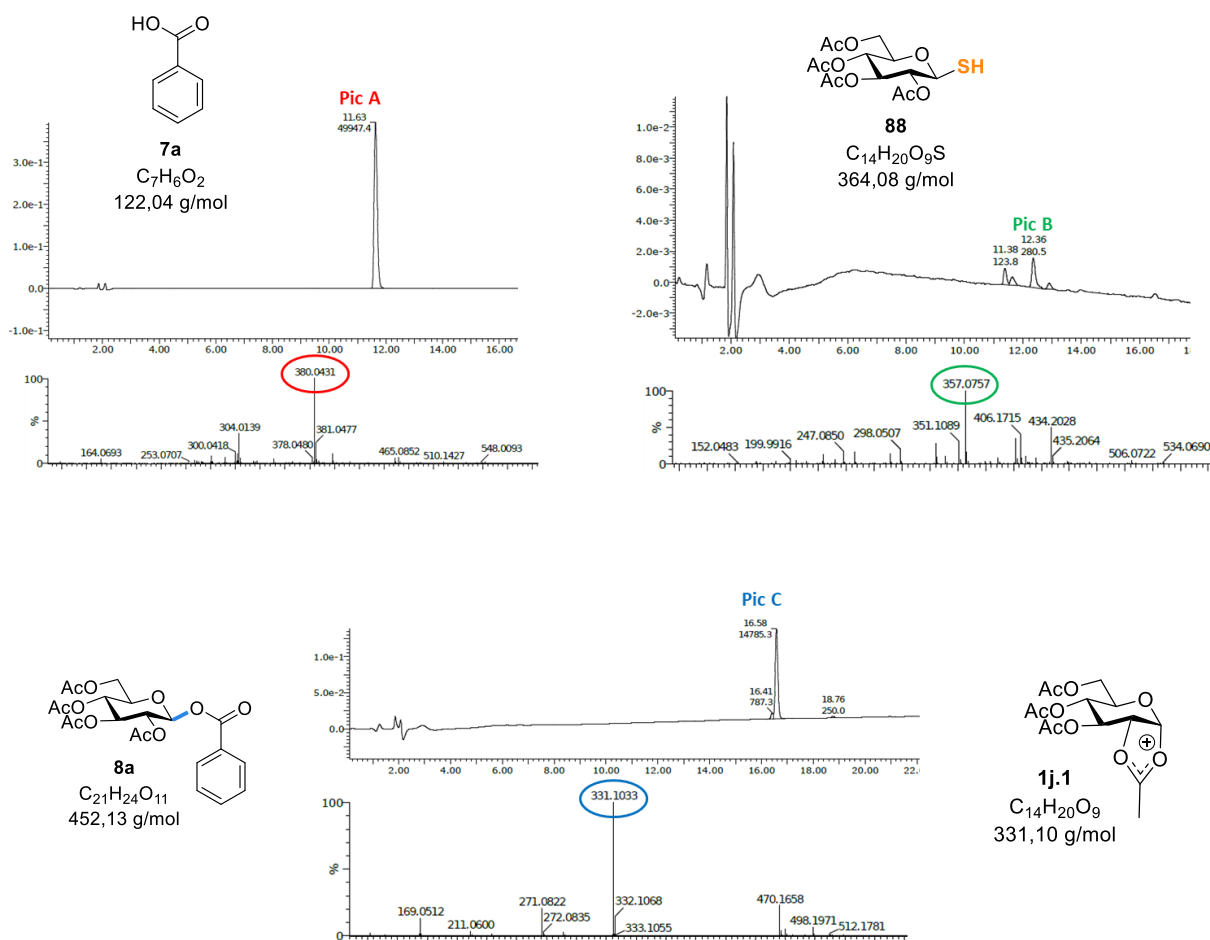 HO
O
7a
C7H6O2
122,04 g/mol
Pic A
11.63
49947.4
3.0e-1
2.0e-1
1.0e-1
0.0
-1.0e-1
2.00 4.00 6.00 8.00 10.00 12.00 14.00 16.00
100
%
0
380.0431
304.0139
381.0477
164.0693
253.0707
300.0418
378.0480
465.0852
510.1427
548.0093
AcO
O
AcO
SH
AcO
AcO
88
C14H20O9S
364,08 g/mol
Pic B
11.38
123.8
12.36
280.5
1.0e-2
8.0e-3
6.0e-3
4.0e-3
2.0e-3
0.0
-2.0e-3
2.00 4.00 6.00 8.00 10.00 12.00 14.00 16.00 1
100
%
0
357.0757
406.1715
434.2028
351.1089
435.2064
152.0483
199.9916
247.0850
298.0507
506.0722
534.0690
AcO
O
AcO
O
O
AcO
AcO
8a
C21H24O11
452,13 g/mol
Pic C
16.58
14785.3
16.41
787.3
18.76
250.0
1.0e-1
5.0e-2
0.0
2.00 4.00 6.00 8.00 10.00 12.00 14.00 16.00 18.00 20.00 22.0
100
%
0
331.1033
169.0512
211.0600
271.0822
272.0835
332.1068
333.1055
470.1658
498.1971
512.1781
AcO
O
AcO
AcO
+
O
O
1j.1
C14H20O9
331,10 g/mol